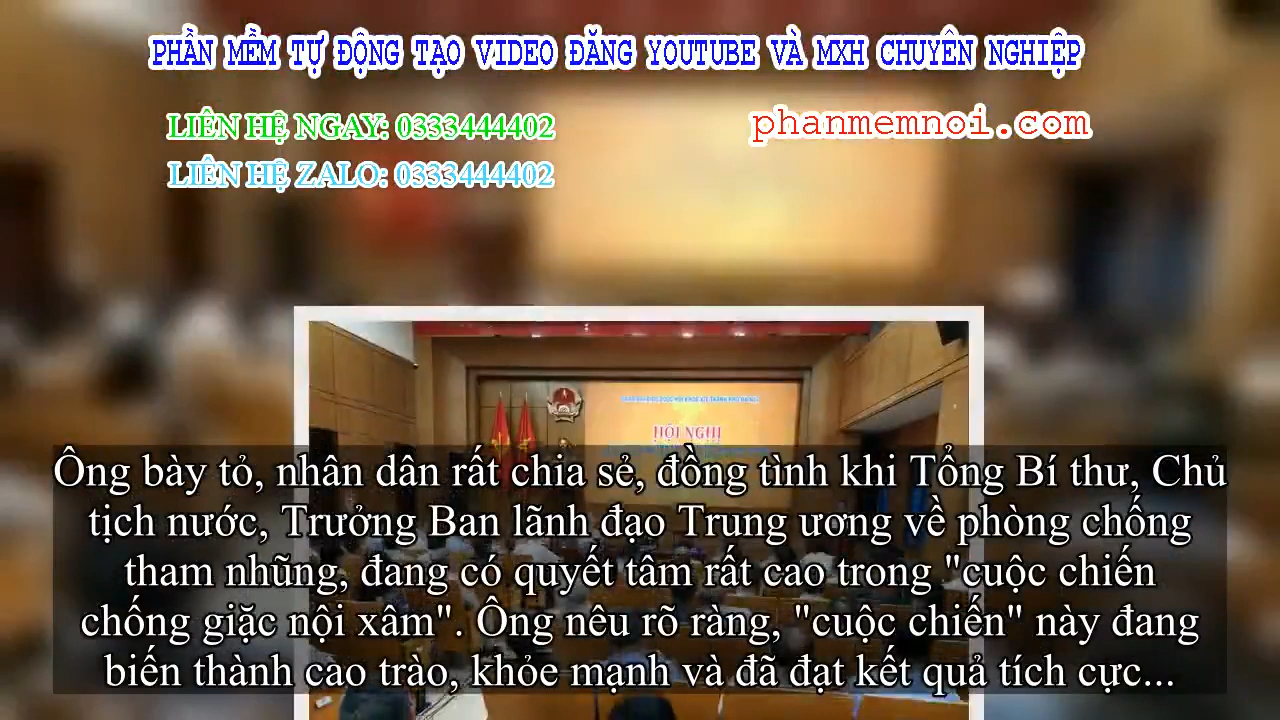 PHẦN MỀM TỰ ĐỘNG TẠO VIDEO ĐĂNG YOUTUBE VÀ MXH CHUYÊN NGHIỆP
LIÊN HỆ NGAY: 0333444402
phanmemnoi.com
LIÊN HỆ ZALO: 0333444402
HỘI NGHỊ
Ông bày tỏ, nhân dân rất chia sẻ, đồng tình khi Tổng Bí thư, Chủ
tịch nước, Trưởng Ban lãnh đạo Trung ương về phòng chống
tham nhũng, đang có quyết tâm rất cao trong "cuộc chiến
chống giặc nội xâm". Ông nêu rõ ràng, "cuộc chiến" này đang
biến thành cao trào, khỏe mạnh và đã đạt kết quả tích cực...